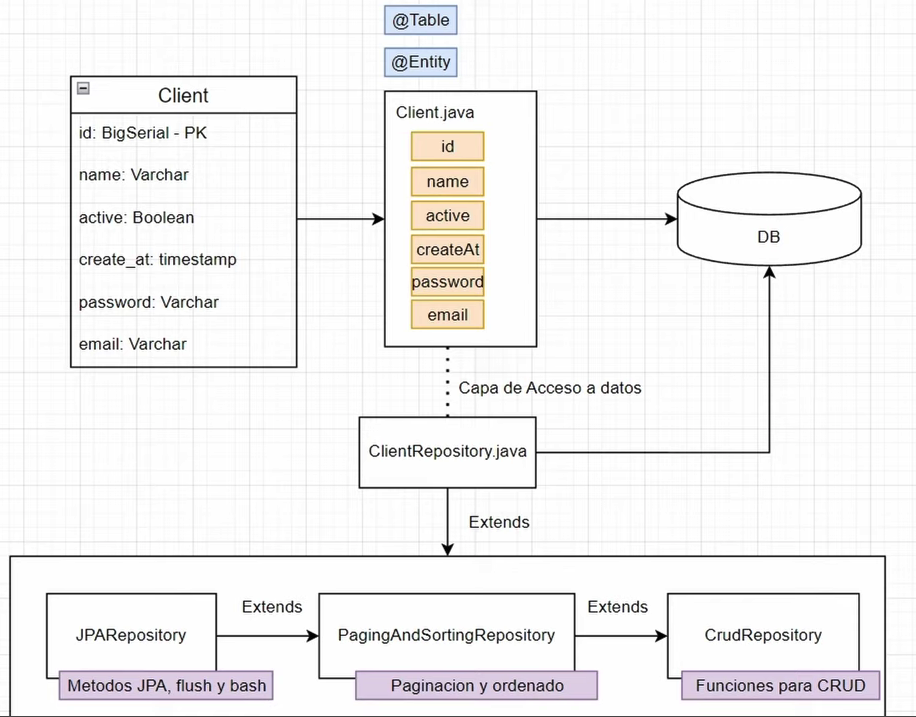 @Table
@Entity
Client
id: BigSerial - PK
name: Varchar
active: Boolean
create_at: timestamp
password: Varchar
email: Varchar
Client.java
id
name
active
createAt
password
email
DB
Capa de Acceso a datos
ClientRepository.java
Extends
JPARepository
Extends
PagingAndSortingRepository
Extends
CrudRepository
Metodos JPA, flush y bash
Paginacion y ordenado
Funciones para CRUD